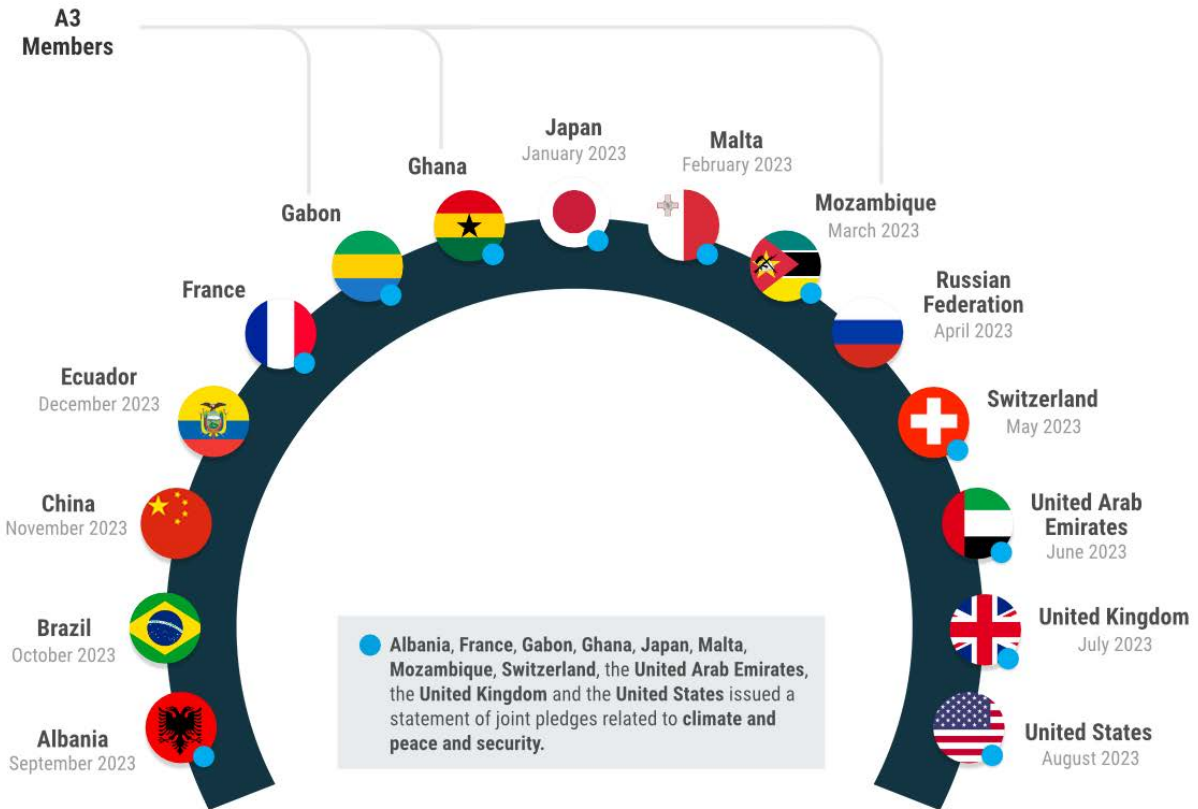 A3
Members
Japan
January 2023
Malta
February 2023
Ghana
Mozambique
March 2023
Gabon
Russian
Federation
April 2023
France
Ecuador
December 2023
Switzerland
May 2023
China
November 2023
United Arab
Emirates
June 2023
Brazil
October 2023
United Kingdom
July 2023
Albania
September 2023
United States
August 2023
Albania, France, Gabon, Ghana, Japan, Malta,
Mozambique, Switzerland, the United Arab Emirates,
the United Kingdom and the United States issued a
statement of joint pledges related to climate and
peace and security.